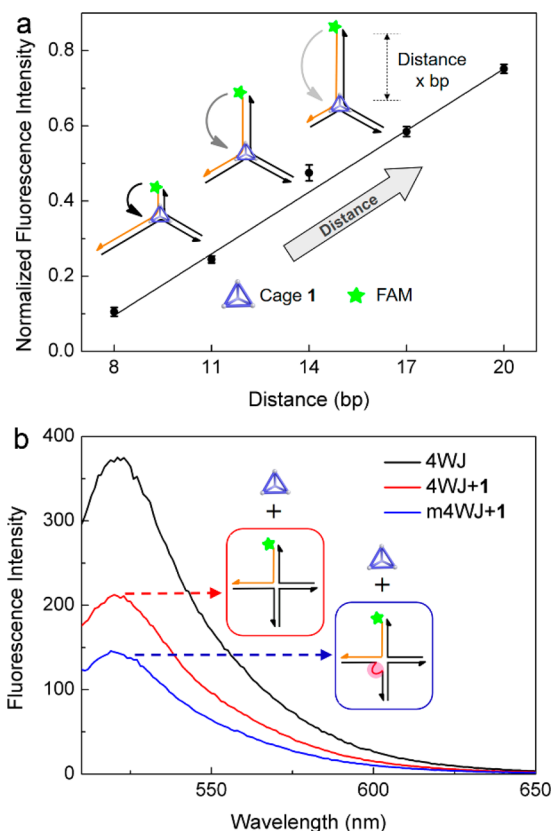 a
Normalized Fluorescence Intensity
0.8
0.6
0.4
0.2
0.0
8
11
14
17
20
Distance (bp)
Distance
x bp
Distance
Cage 1
FAM
b
Fluorescence Intensity
400
300
200
100
0
550
600
650
Wavelength (nm)
4WJ
4WJ+1
m4WJ+1
+
+